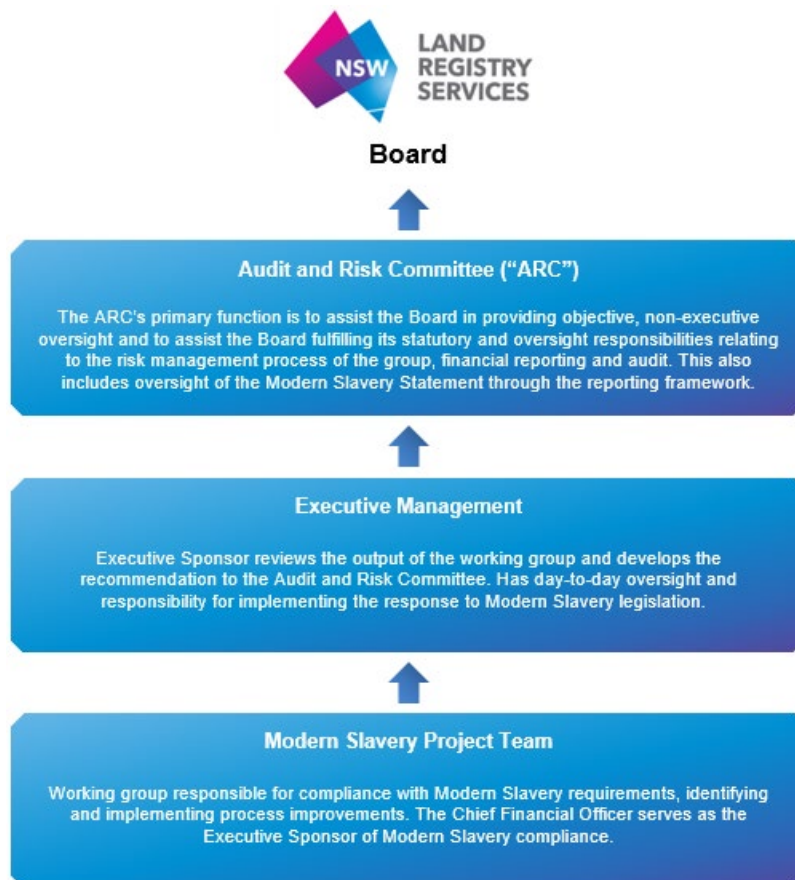 NSW
LAND
REGISTRY
SERVICES
Board
Audit and Risk Committee (“ARC”)
The ARC's primary function is to assist the Board in providing objective, non-executive
oversight and to assist the Board fulfilling its statutory and oversight responsibilities relating
to the risk management process of the group, financial reporting and audit. This also
includes oversight of the Modern Slavery Statement through the reporting framework.
Executive Management
Executive Sponsor reviews the output of the working group and develops the
recommendation to the Audit and Risk Committee. Has day-to-day oversight and
responsibility for implementing the response to Modern Slavery legislation.
Modern Slavery Project Team
Working group responsible for compliance with Modern Slavery requirements, identifying
and implementing process improvements. The Chief Financial Officer serves as the
Executive Sponsor of Modern Slavery compliance.